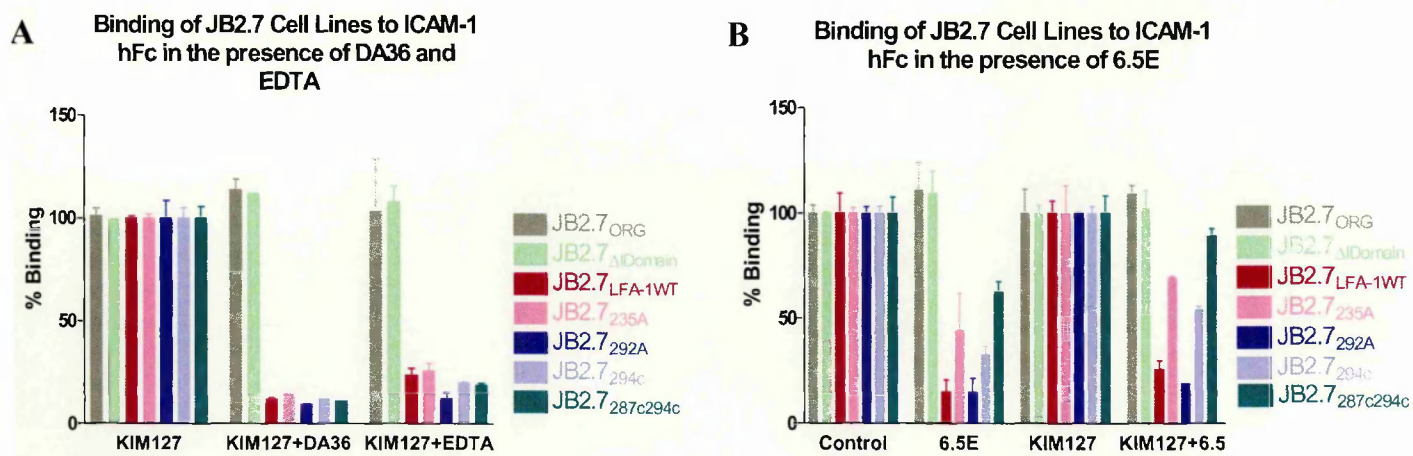 A
Binding of JB2.7 Cell Lines to ICAM-1
hFc in the presence of DA36 and
EDTA
% Binding
150
100
50
0
KIM127
KIM127+DA36
KIM127+EDTA
JB2.7ORG
JB2.7ΔIDomain
JB2.7LFA-1WT
JB2.7235A
JB2.7292A
JB2.7294c
JB2.7287c294c
B
Binding of JB2.7 Cell Lines to ICAM-1
hFc in the presence of 6.5E
% Binding
150
100
50
0
Control
6.5E
KIM127
KIM127+6.5
JB2.7ORG
JB2.7ΔIDomain
JB2.7LFA-1WT
JB2.7235A
JB2.7292A
JB2.7294c
JB2.7287c294c